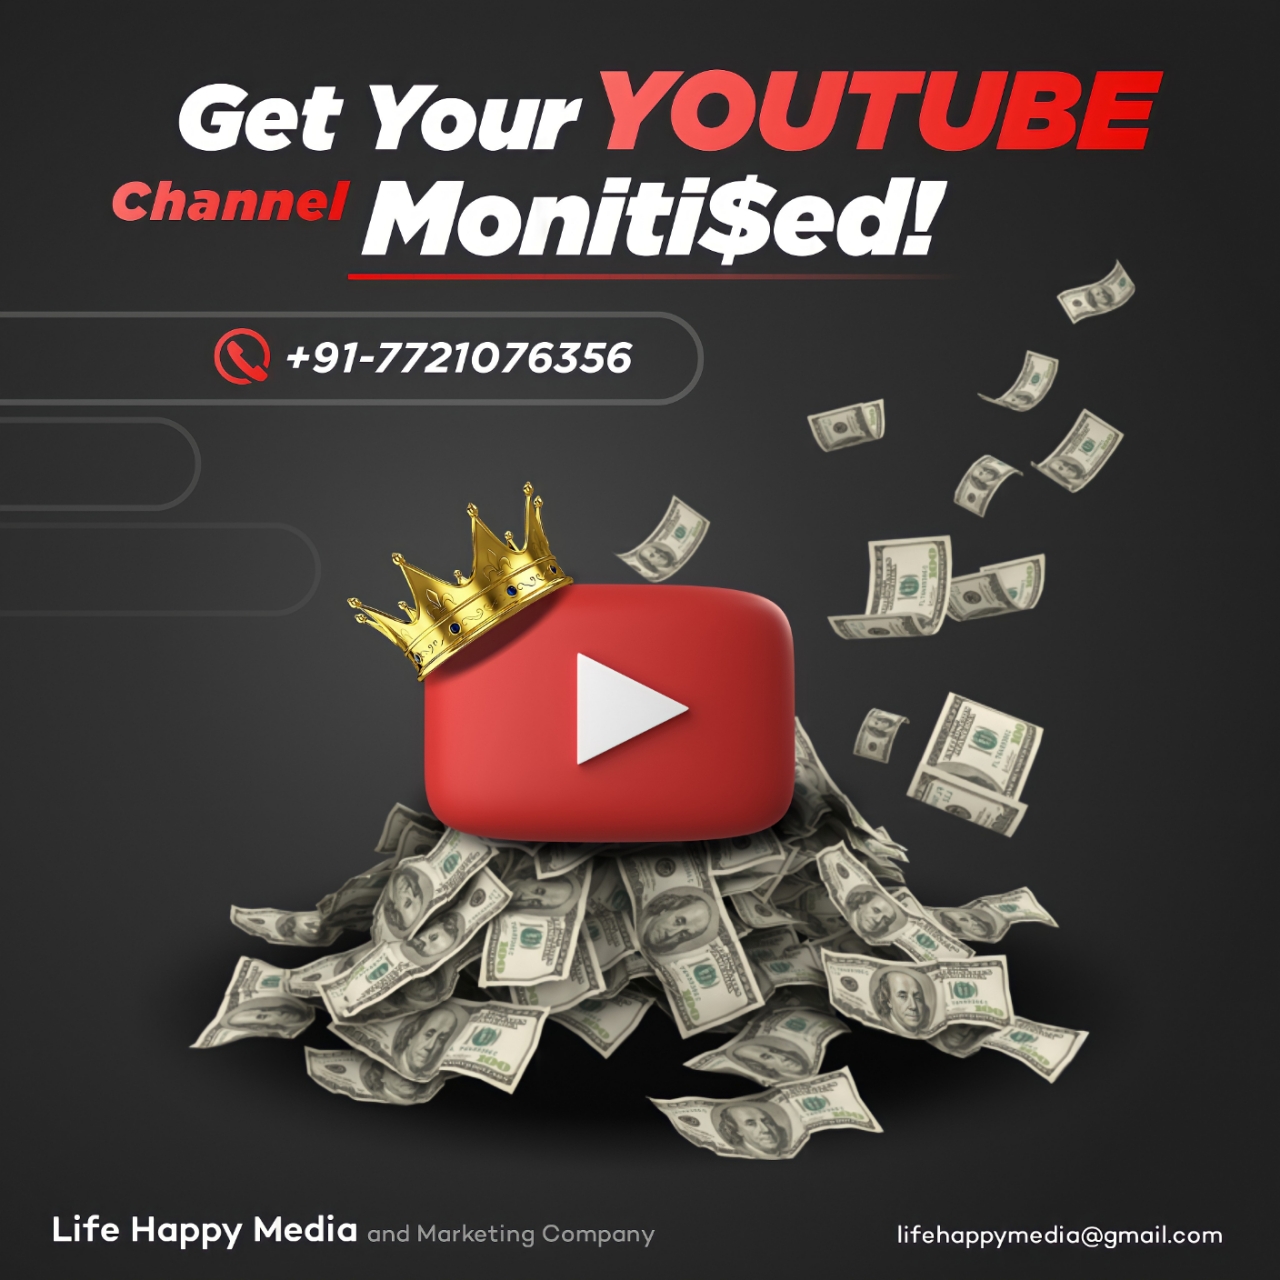 Get Your YOUTUBE
Channel Moniti$ed!
+91-7721076356
Life Happy Media and Marketing Company
lifehappymedia@gmail.com